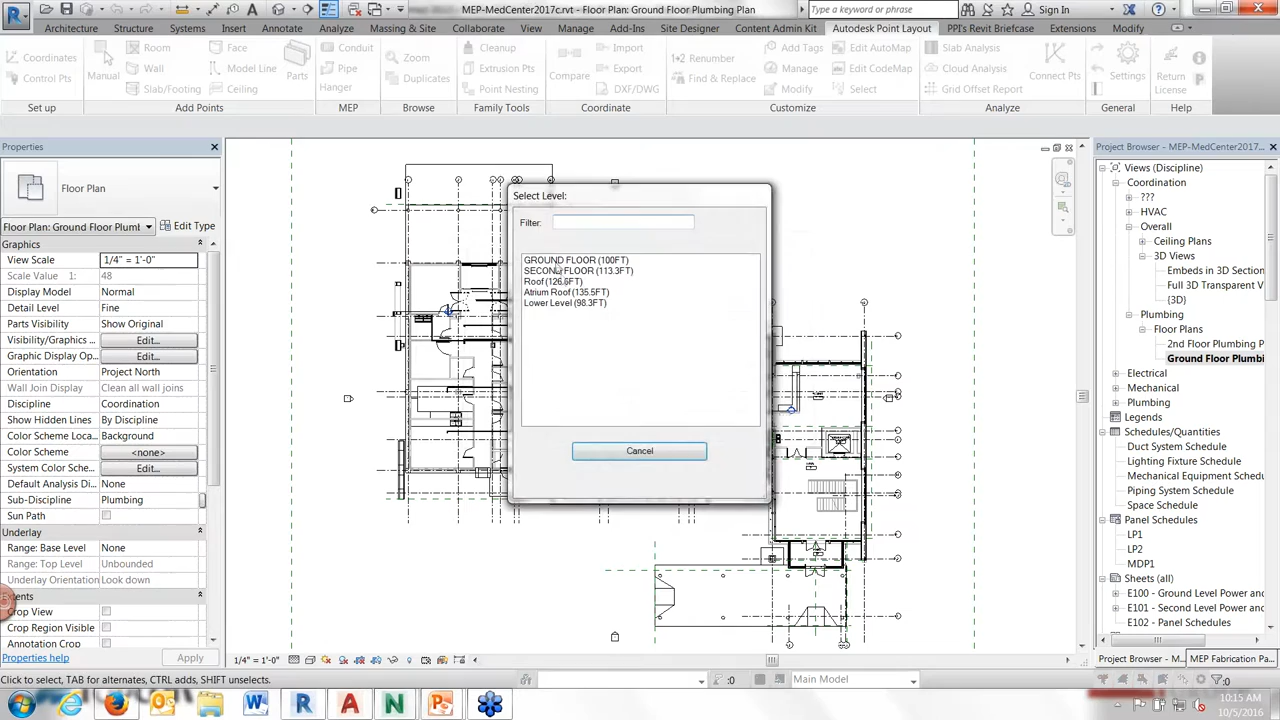 MEP-MedCenter2017c.rvt - Floor Plan: Ground Floor Plumbing Plan
Type a keyword or phrase
Sign In
Architecture Structure Systems Insert Annotate Analyze Massing & Site Collaborate View Manage Add-Ins Site Designer Content Admin Kit Autodesk Point Layout PPI's Revit Briefcase Extensions Modify
Coordinates
Control Pts
Set up
Manual
Room
Wall
Slab/Footing
Face
Model Line
Ceiling
Parts
Add Points
Conduit
Pipe
Hanger
MEP
Zoom
Duplicates
Browse
Cleanup
Extrusion Pts
Point Nesting
Family Tools
Compare
Import
Export
DXF/DWG
Coordinate
Renumber
Find & Replace
Add Tags
Manage
Modify
Edit AutoMap
Edit CodeMap
Select
Customize
Slab Analysis
Cloud Analysis
Grid Offset Report
Connect Pts
Analyze
Settings
General
Return
License
Help
Properties
Floor Plan
Floor Plan: Ground Floor Plumb
Edit Type
Graphics
View Scale 1/4" = 1'-0"
Scale Value 1: 48
Display Model Normal
Detail Level Fine
Parts Visibility Show Original
Visibility/Graphics Edit...
Graphic Display Op Edit...
Orientation Project North
Wall Join Display Clean all wall joins
Discipline Coordination
Show Hidden Lines By Discipline
Color Scheme Loca Background
Color Scheme <none>
System Color Sche Edit...
Default Analysis Di None
Sub-Discipline Plumbing
Sun Path
Underlay
Range: Base Level None
Range: Top Level Unbounded
Underlay Orientation Look down
Extents
Crop View
Crop Region Visible
Annotation Crop
Properties help
Apply
Select Level:
Filter:
GROUND FLOOR (100FT)
SECOND FLOOR (113.3FT)
Roof (126.6FT)
Atrium Roof (135.5FT)
Lower Level (98.3FT)
Cancel
Project Browser - MEP-MedCenter2017...
Views (Discipline)
Coordination
???
HVAC
Overall
Ceiling Plans
3D Views
Embeds in 3D Section
Full 3D Transparent V
{3D}
Plumbing
Floor Plans
2nd Floor Plumbing P
Ground Floor Plumb
Electrical
Mechanical
Plumbing
Legends
Schedules/Quantities
Duct System Schedule
Lighting Fixture Schedule
Mechanical Equipment Schedule
Piping System Schedule
Space Schedule
Panel Schedules
LP1
LP2
MDP1
Sheets (all)
E100 - Ground Level Power and
E101 - Second Level Power and
E102 - Panel Schedules
Project Browser - M... MEP Fabrication Pa...
1/4" = 1'-0"
Click to select, TAB for alternates, CTRL adds, SHIFT unselects.
:0
Main Model
:0
10:15 AM
10/5/2016